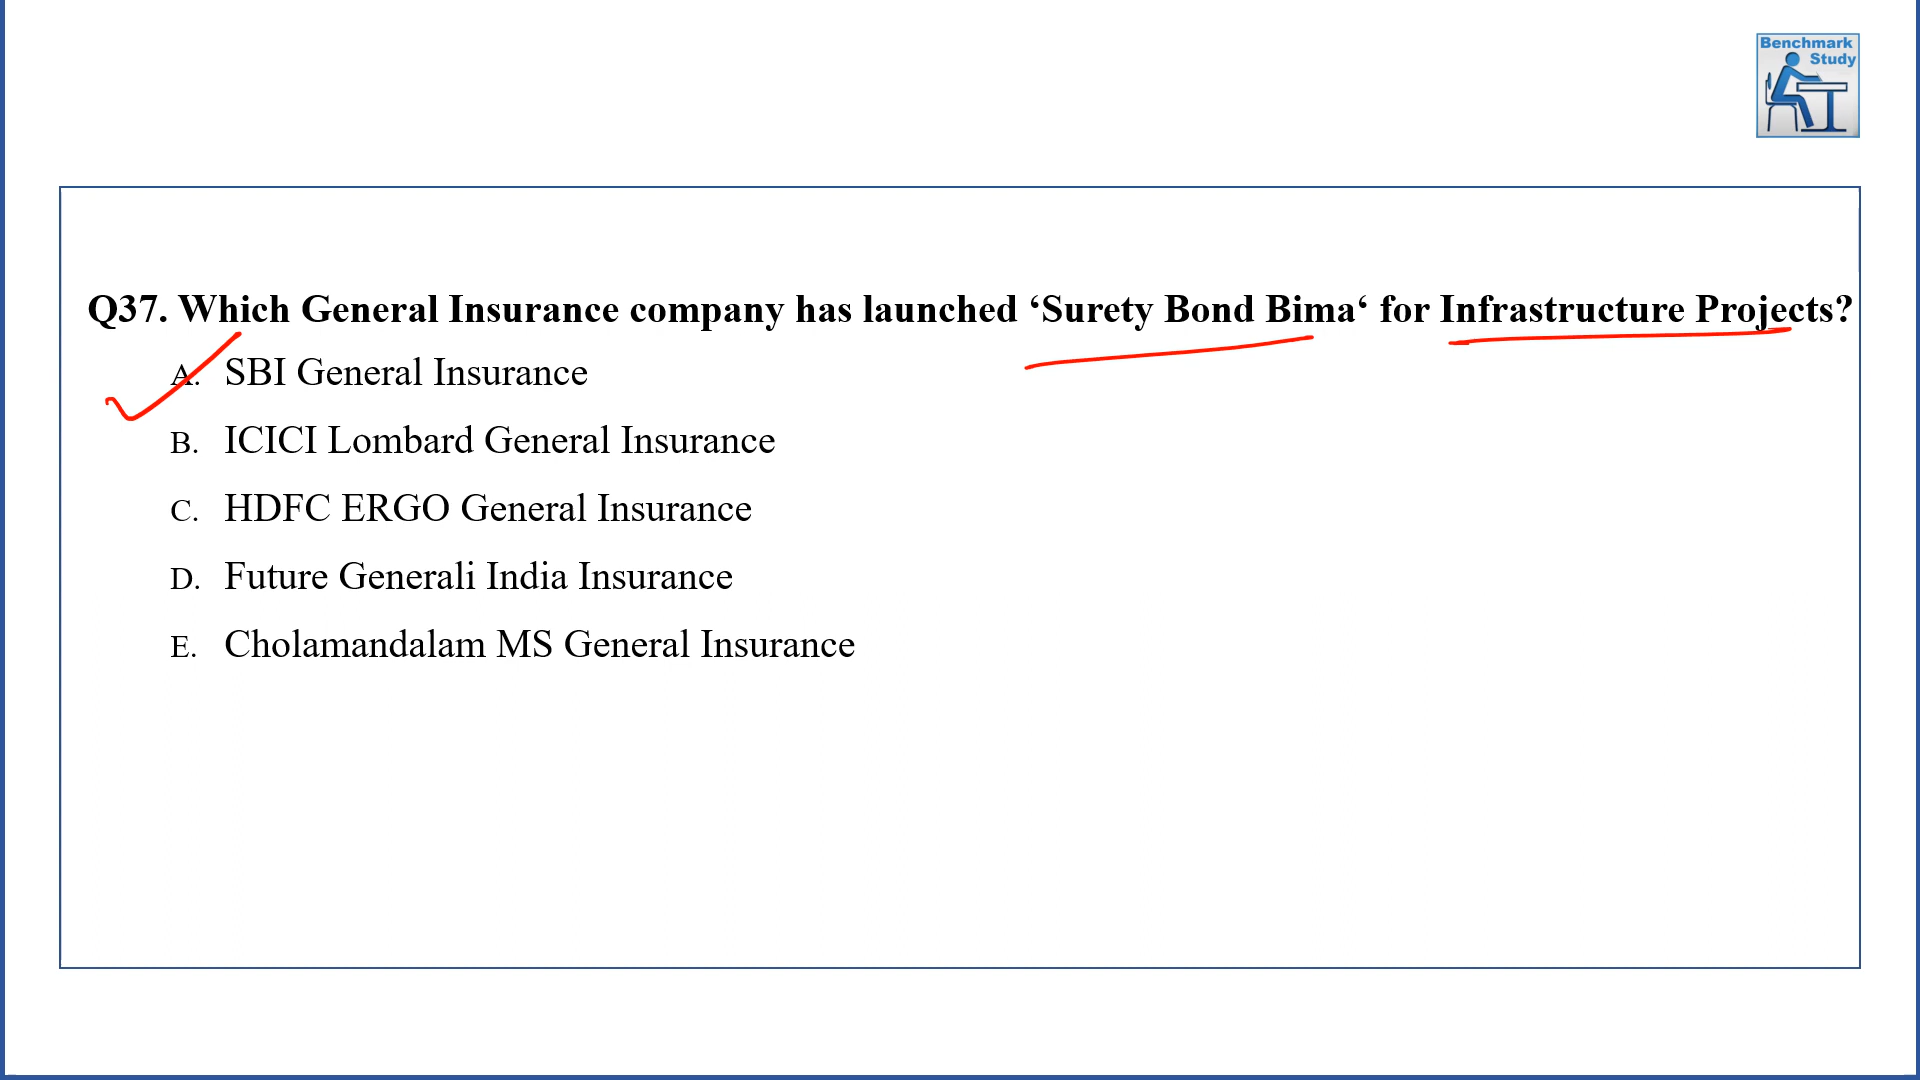 Benchmark
Study
Q37. Which General Insurance company has launched ‘Surety Bond Bima‘ for Infrastructure Projects?
A. SBI General Insurance
B. ICICI Lombard General Insurance
C. HDFC ERGO General Insurance
D. Future Generali India Insurance
E. Cholamandalam MS General Insurance